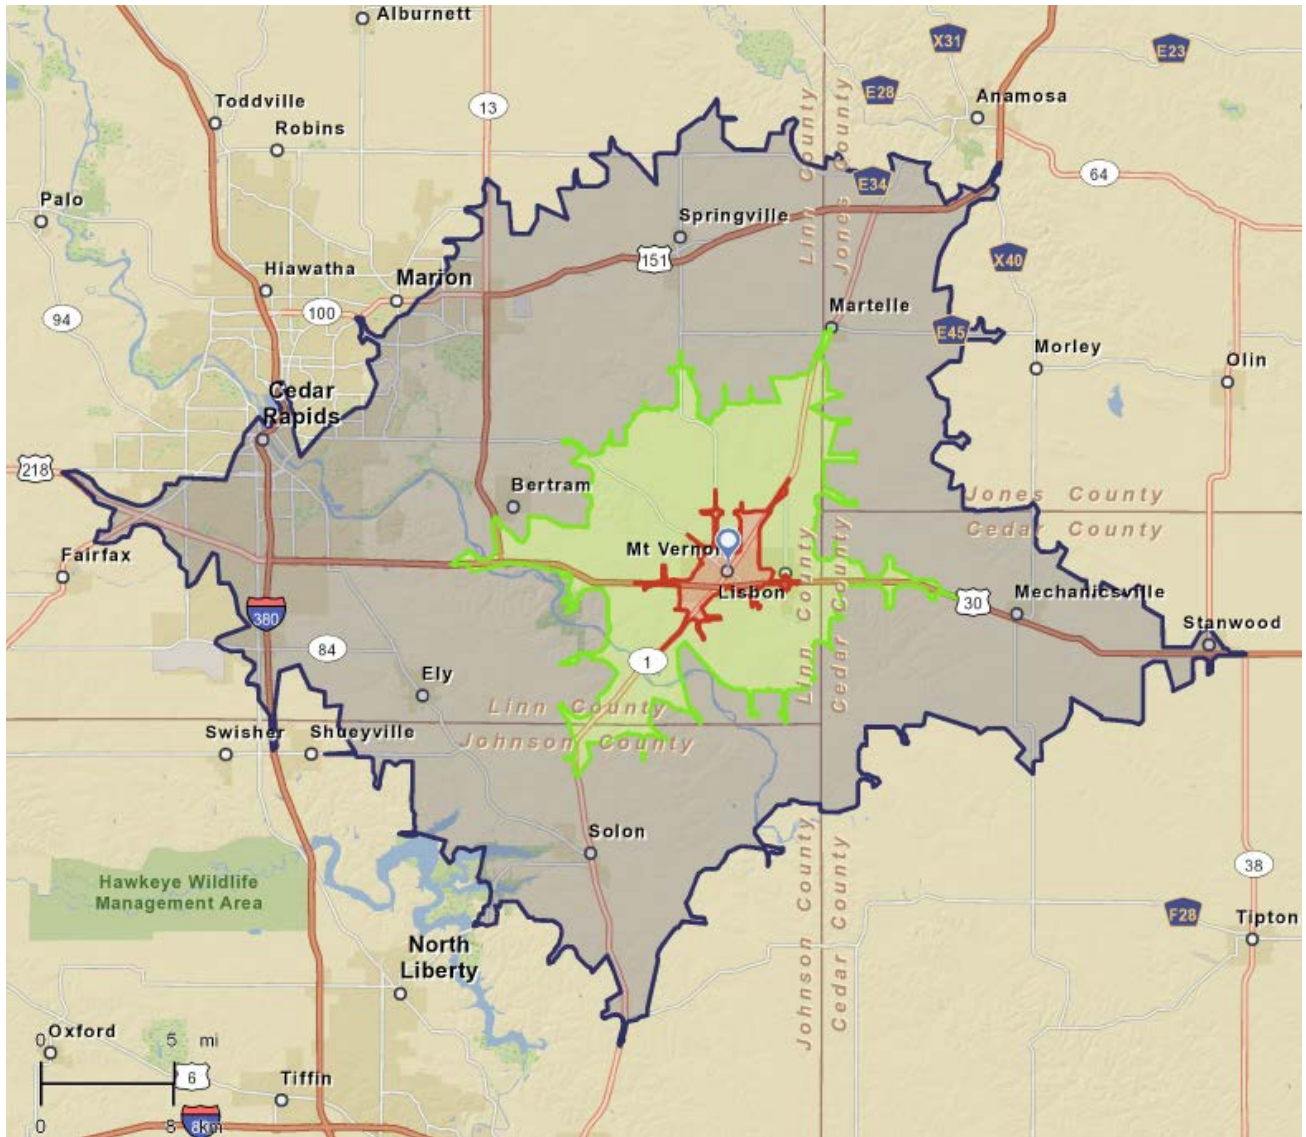 Alburnett
X31
E23
E28
Anamosa
Toddville
13
Robins
64
E34
Palo
Springville
Linn County
Jones County
151
X40
Hiawatha
Marion
100
94
Martelle
E45
Morley
Olin
Cedar
Rapids
218
Bertram
Jones County
Cedar County
Fairfax
Mt Vernon
Lisbon
Linn County
Cedar County
30
Mechanicsville
380
Stanwood
84
1
Ely
Linn County
Johnson County
Swisher
Shueyville
Solon
Johnson County
Cedar County
38
Hawkeye Wildlife
Management Area
F28
Tipton
North
Liberty
Oxford
0 5 mi
6
Tiffin
0 8km